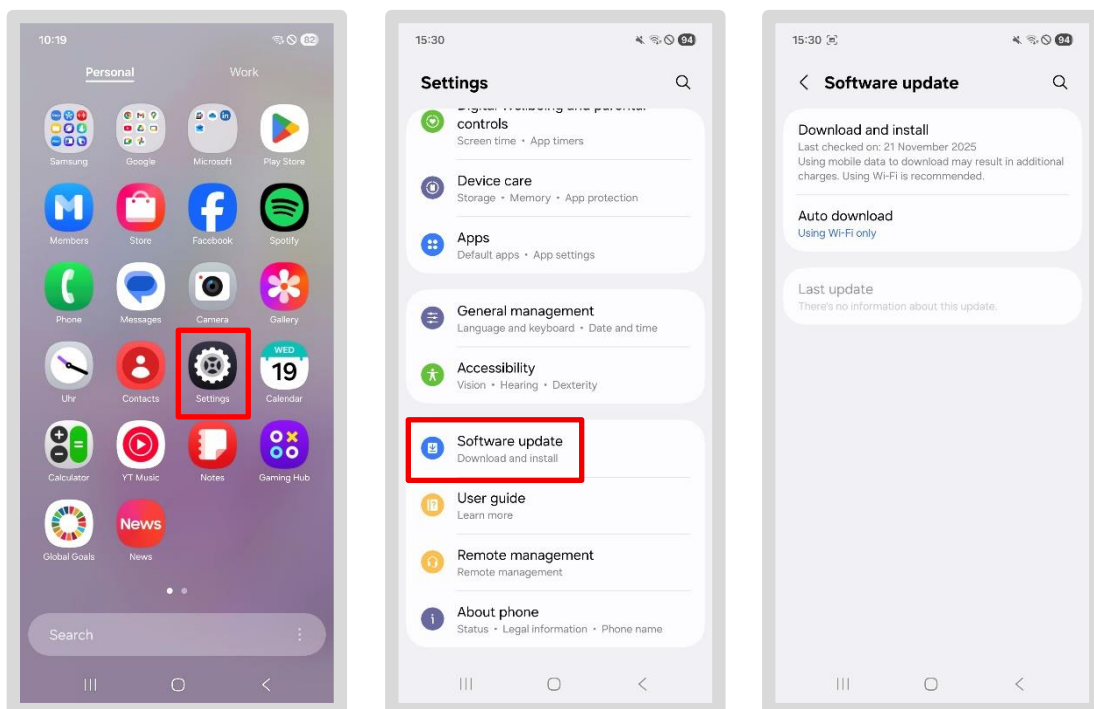 10:19
82
Personal
Work
Samsung
Google
Microsoft
Play Store
Members
Store
Facebook
Spotify
Phone
Messages
Camera
Gallery
WED
19
Uhr
Contacts
Settings
Calendar
Calculator
YT Music
Notes
Gaming Hub
News
Global Goals
News
Search
15:30
94
Settings
Digital Wellbeing and parental
controls
Screen time • App timers
Device care
Storage • Memory • App protection
Apps
Default apps • App settings
General management
Language and keyboard • Date and time
Accessibility
Vision • Hearing • Dexterity
Software update
Download and install
User guide
Learn more
Remote management
Remote management
About phone
Status • Legal information • Phone name
15:30
94
Software update
Download and install
Last checked on: 21 November 2025
Using mobile data to download may result in additional
charges. Using Wi-Fi is recommended.
Auto download
Using Wi-Fi only
Last update
There's no information about this update.